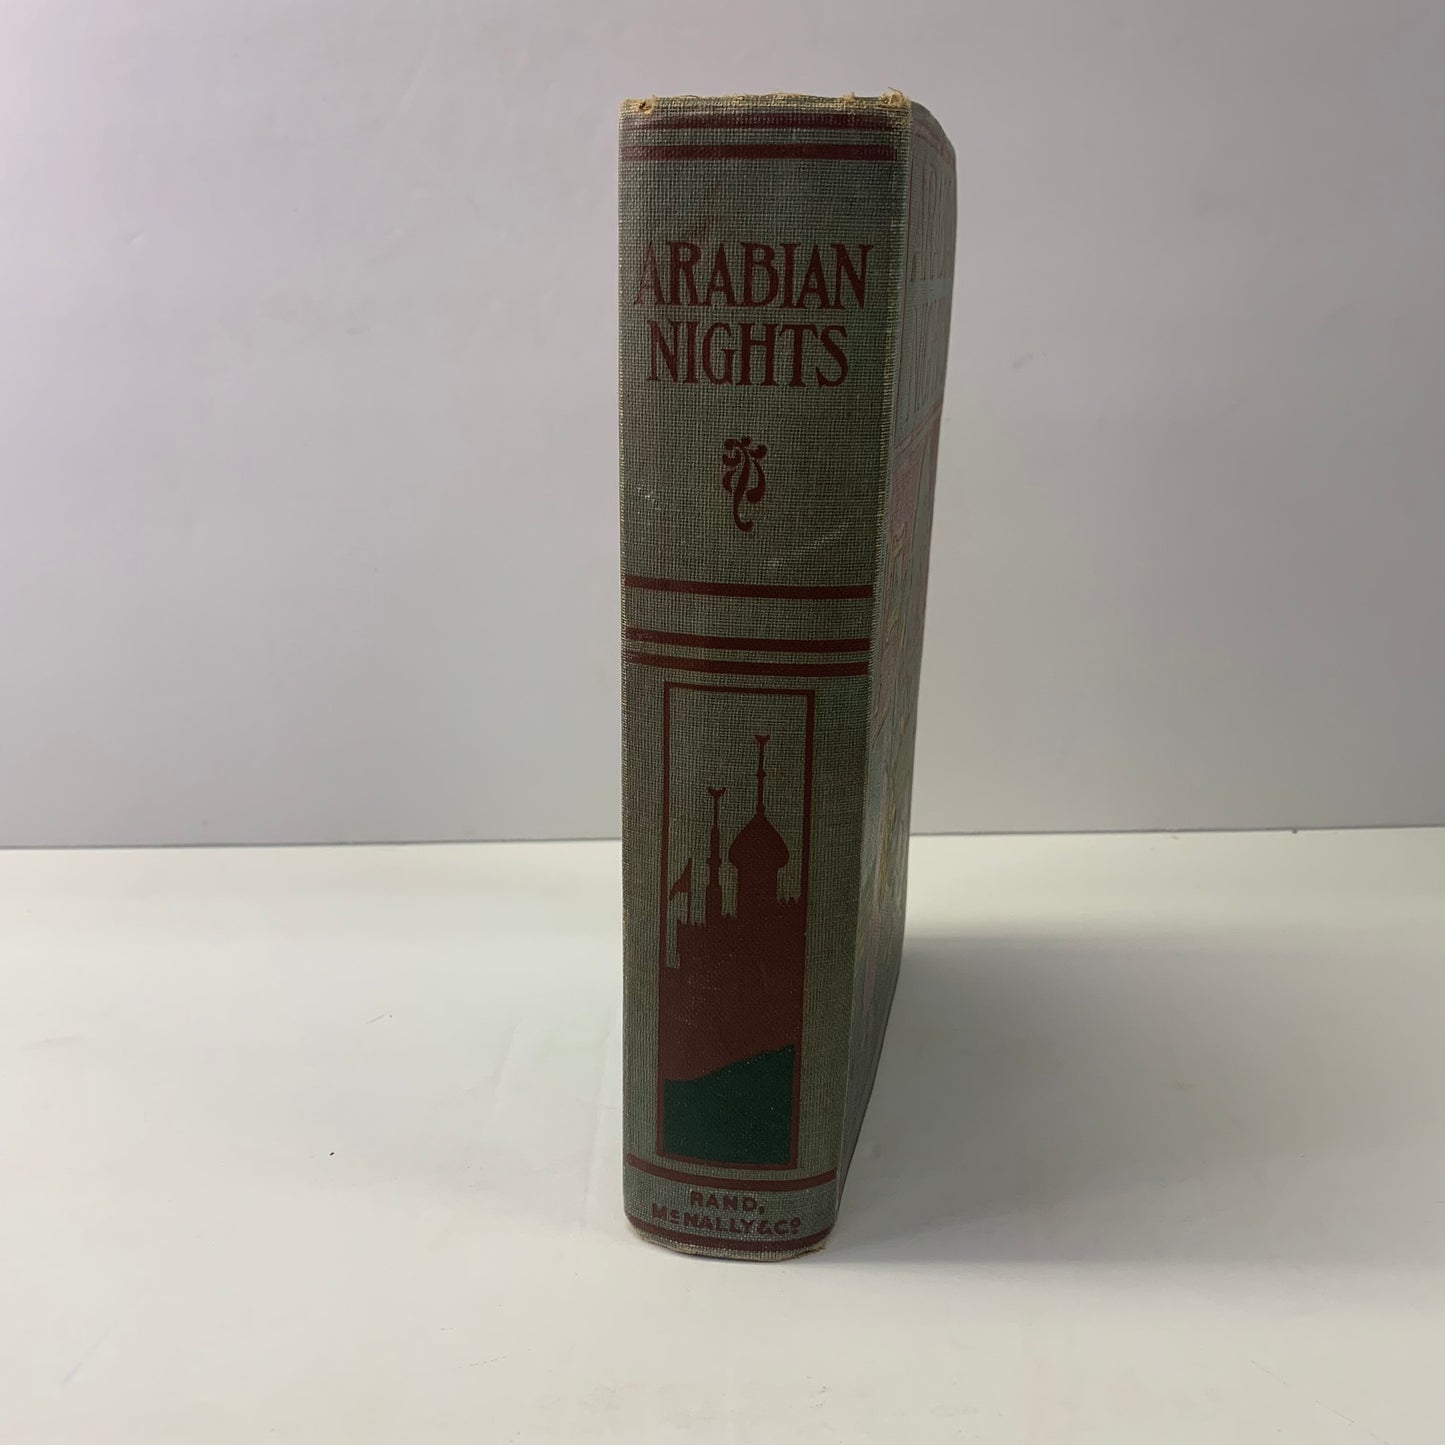 ARABIAN
NIGHTS
RAND,
McNALLY & Co